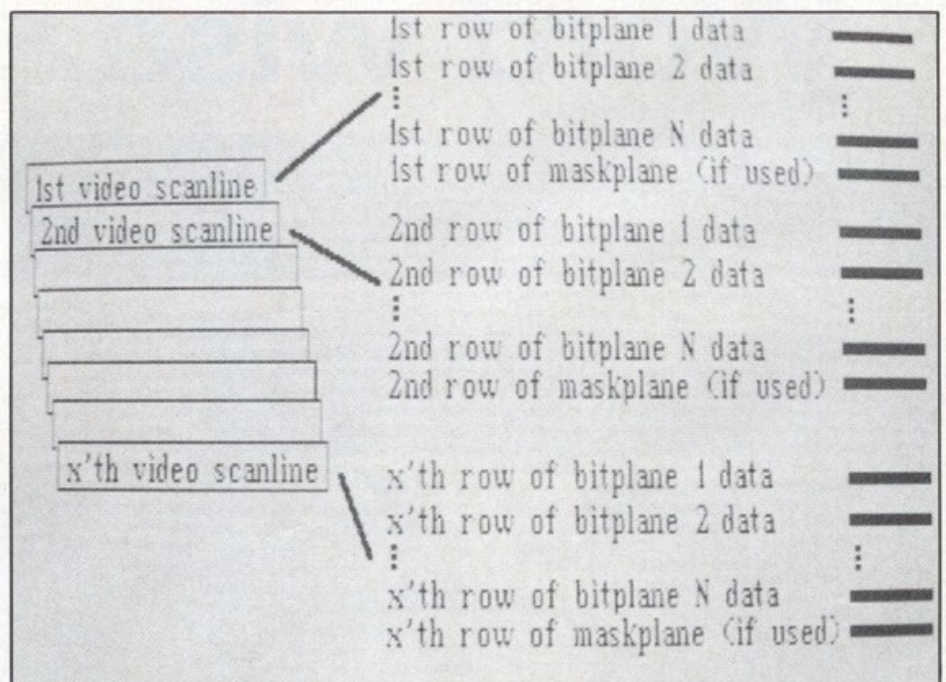 1st row of bitplane 1 data
1st row of bitplane 2 data
⋮
1st row of bitplane N data
1st row of maskplane (if used)
1st video scanline
2nd video scanline
2nd row of bitplane 1 data
2nd row of bitplane 2 data
⋮
2nd row of bitplane N data
2nd row of maskplane (if used)
x'th video scanline
x'th row of bitplane 1 data
x'th row of bitplane 2 data
⋮
x'th row of bitplane N data
x'th row of maskplane (if used)